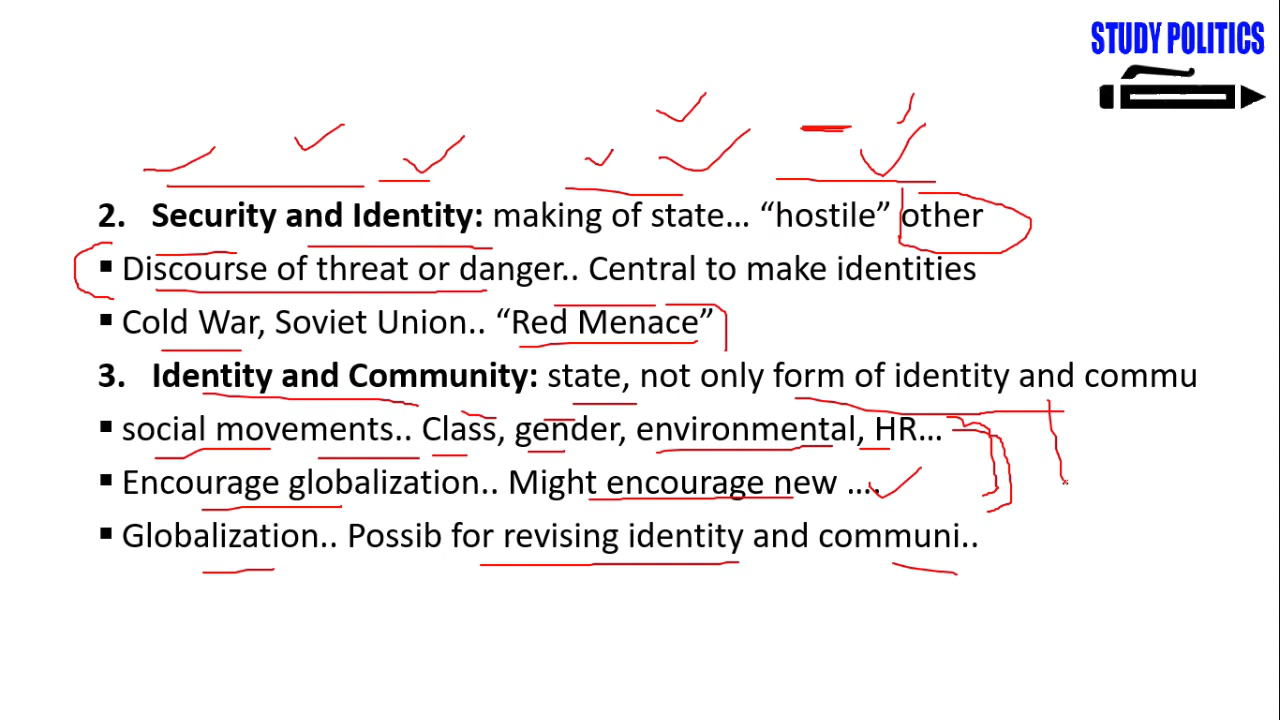 STUDY POLITICS
2. Security and Identity: making of state... “hostile” other
▪ Discourse of threat or danger.. Central to make identities
▪ Cold War, Soviet Union.. “Red Menace”
3. Identity and Community: state, not only form of identity and commu
▪ social movements.. Class, gender, environmental, HR...
▪ Encourage globalization.. Might encourage new ....
▪ Globalization.. Possib for revising identity and communi..